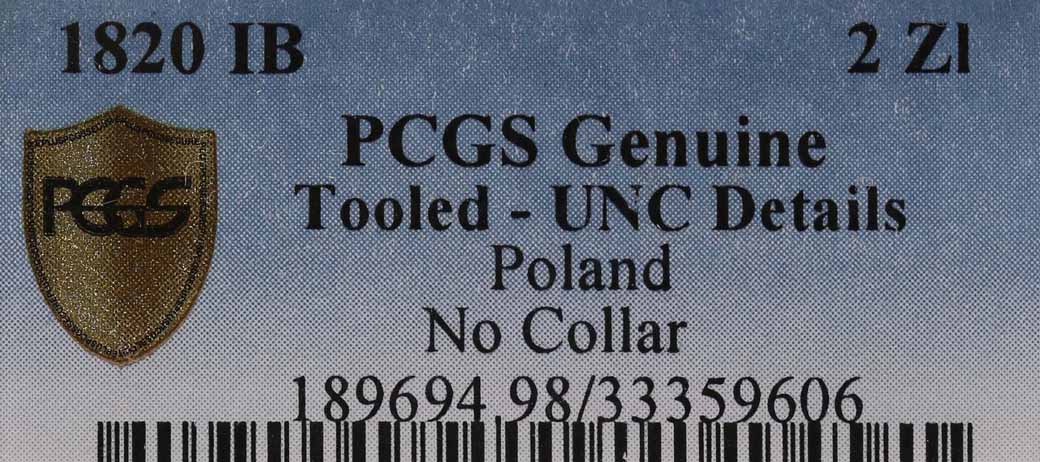 1820 IB 2 Zl
PCGS Genuine
Tooled - UNC Details
PCGS
Poland
No Collar
189694.98/33359606